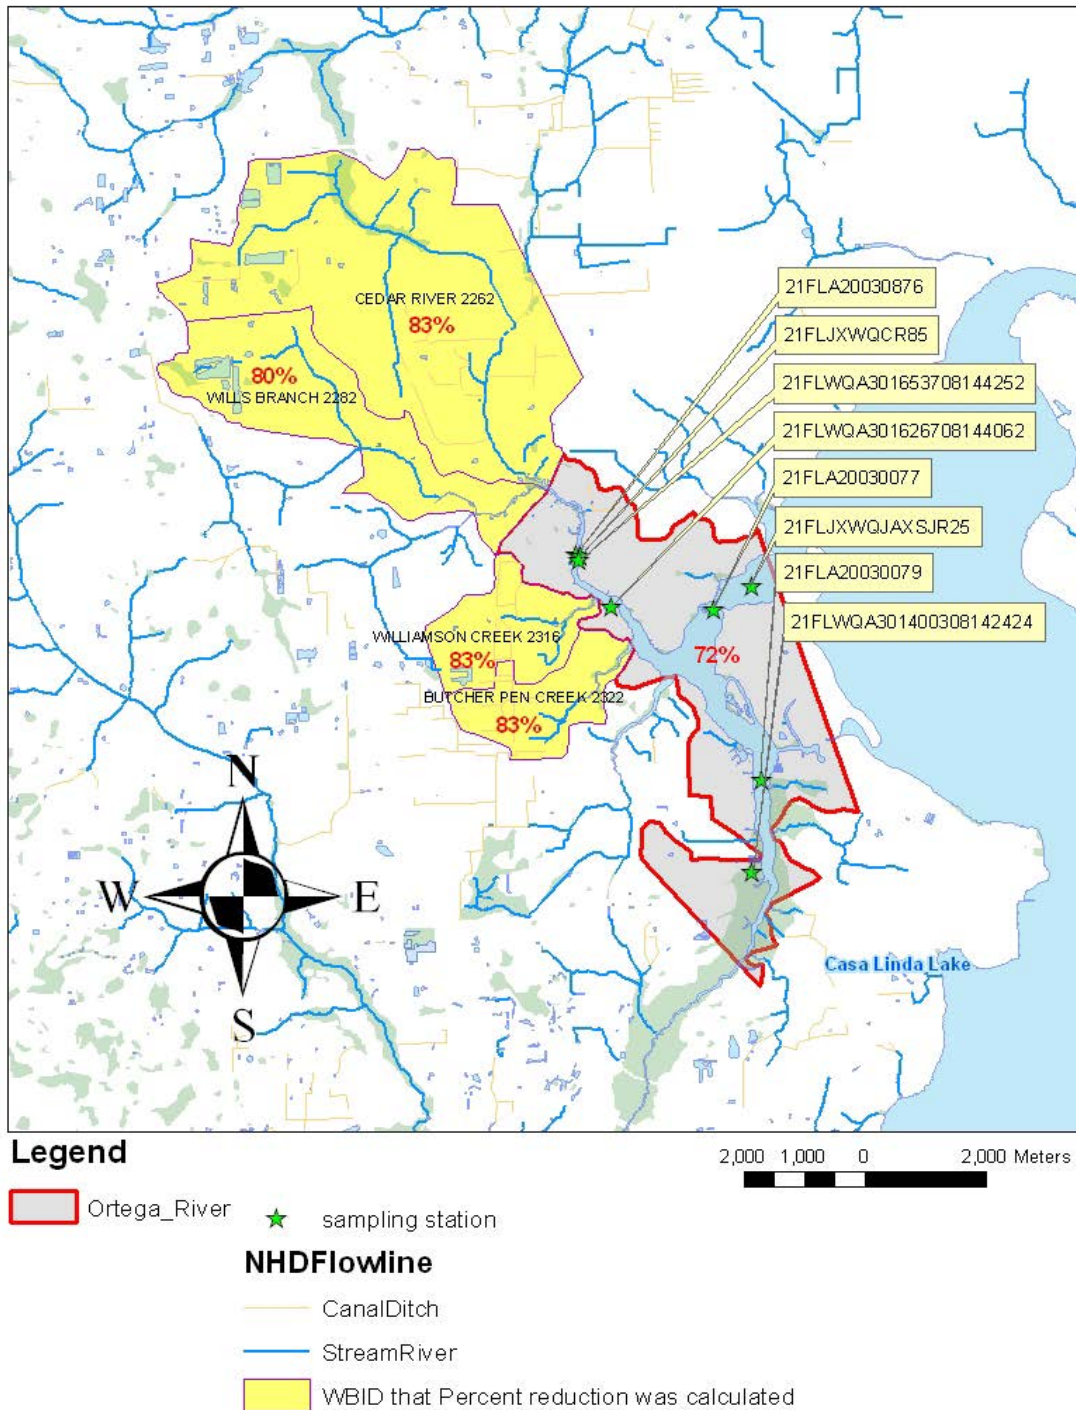 21FLA20030876
21FLJXWQCR85
21FLWQA301653708144252
21FLWQA301626708144062
21FLA20030077
21FLJXWQJAXSJR25
21FLA20030079
21FLWQA301400308142424
CEDAR RIVER 2262
83%
80%
WILLS BRANCH 2282
WILLIAMSON CREEK 2316
83%
72%
BUTCHER PEN CREEK 2322
83%
N
W
E
S
Casa Linda Lake
Legend
2,000 1,000 0 2,000 Meters
Ortega_River
sampling station
NHDFlowline
CanalDitch
StreamRiver
WBID that Percent reduction was calculated